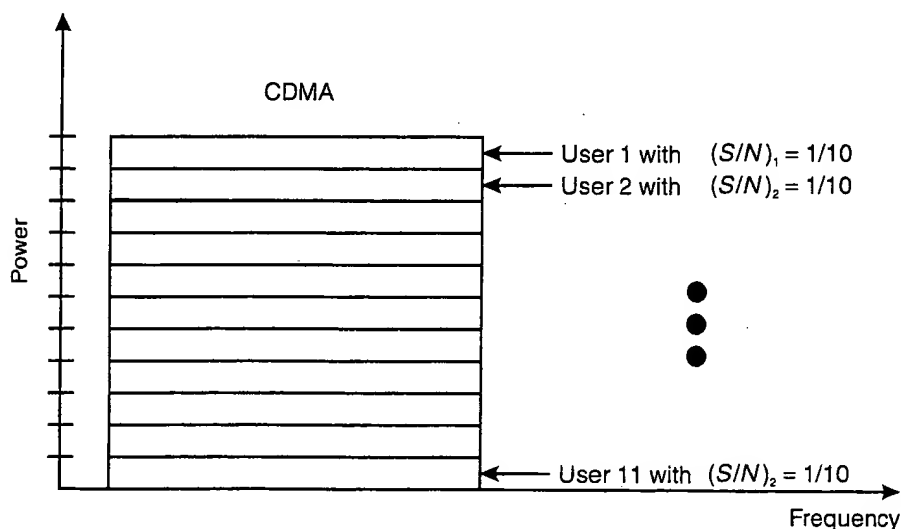 CDMA
User 1 with (S/N)₁ = 1/10
User 2 with (S/N)₂ = 1/10
Power
User 11 with (S/N)₂ = 1/10
Frequency